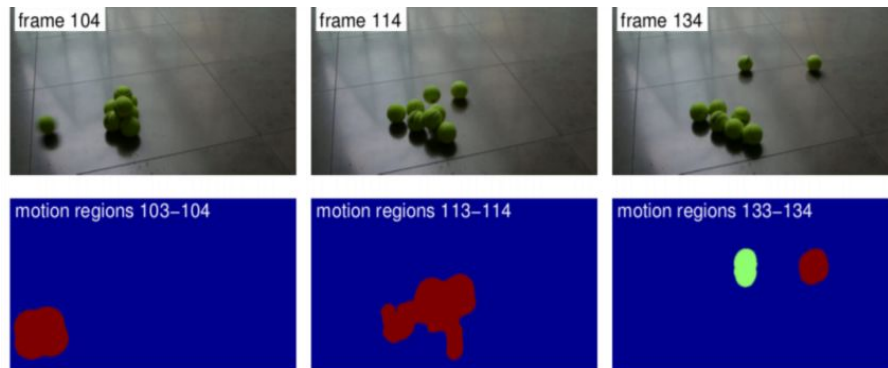 frame 104
frame 114
frame 134
motion regions 103-104
motion regions 113-114
motion regions 133-134